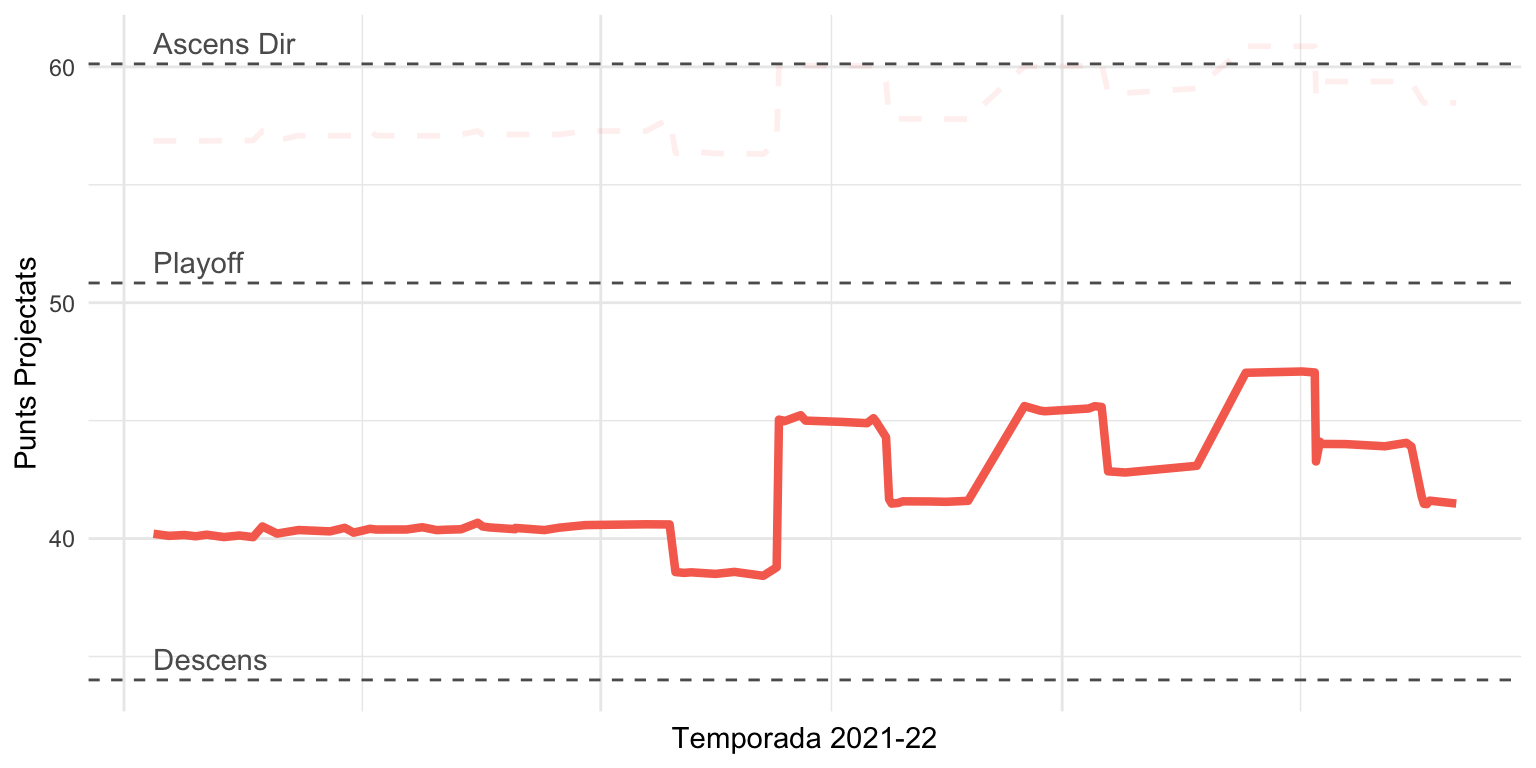 Ascens Dir
60
Playoff
50
Punts Projectats
40
Descens
Temporada 2021-22